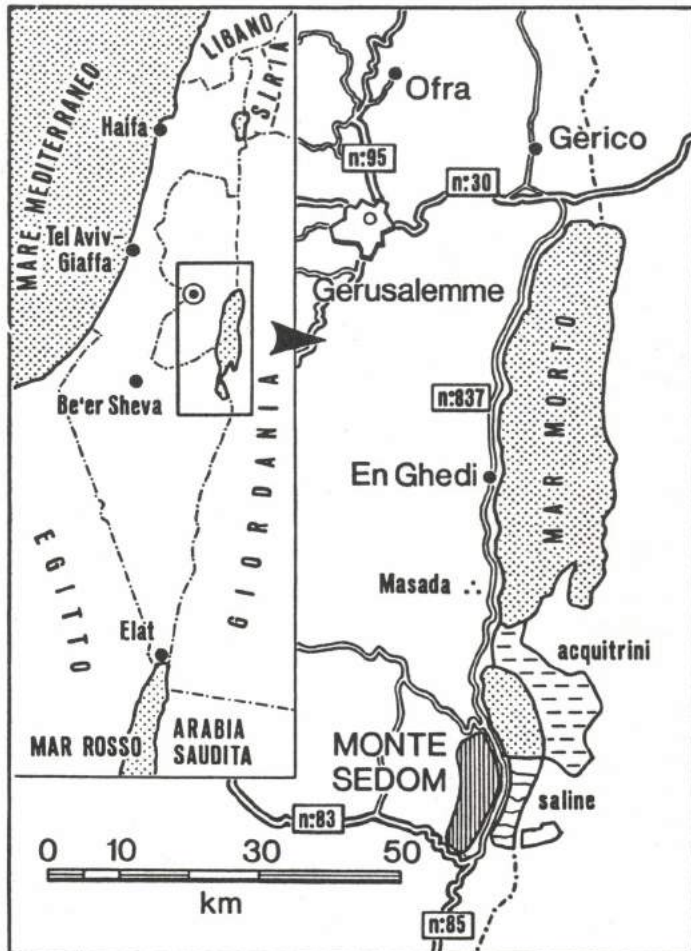 LIBANO
SIRIA
MARE MEDITERRANEO
Haifa
Tel Aviv-
Giaffa
Be'er Sheva
GIORDANIA
EGITTO
Elat
MAR ROSSO
ARABIA
SAUDITA
Ofra
n°95
Gèrico
n°30
Gerusalemme
MAR MORTO
n°837
En Ghedi
Masada
acquitrini
MONTE
SEDOM
saline
n°83
n°85
0 10 30 50
km